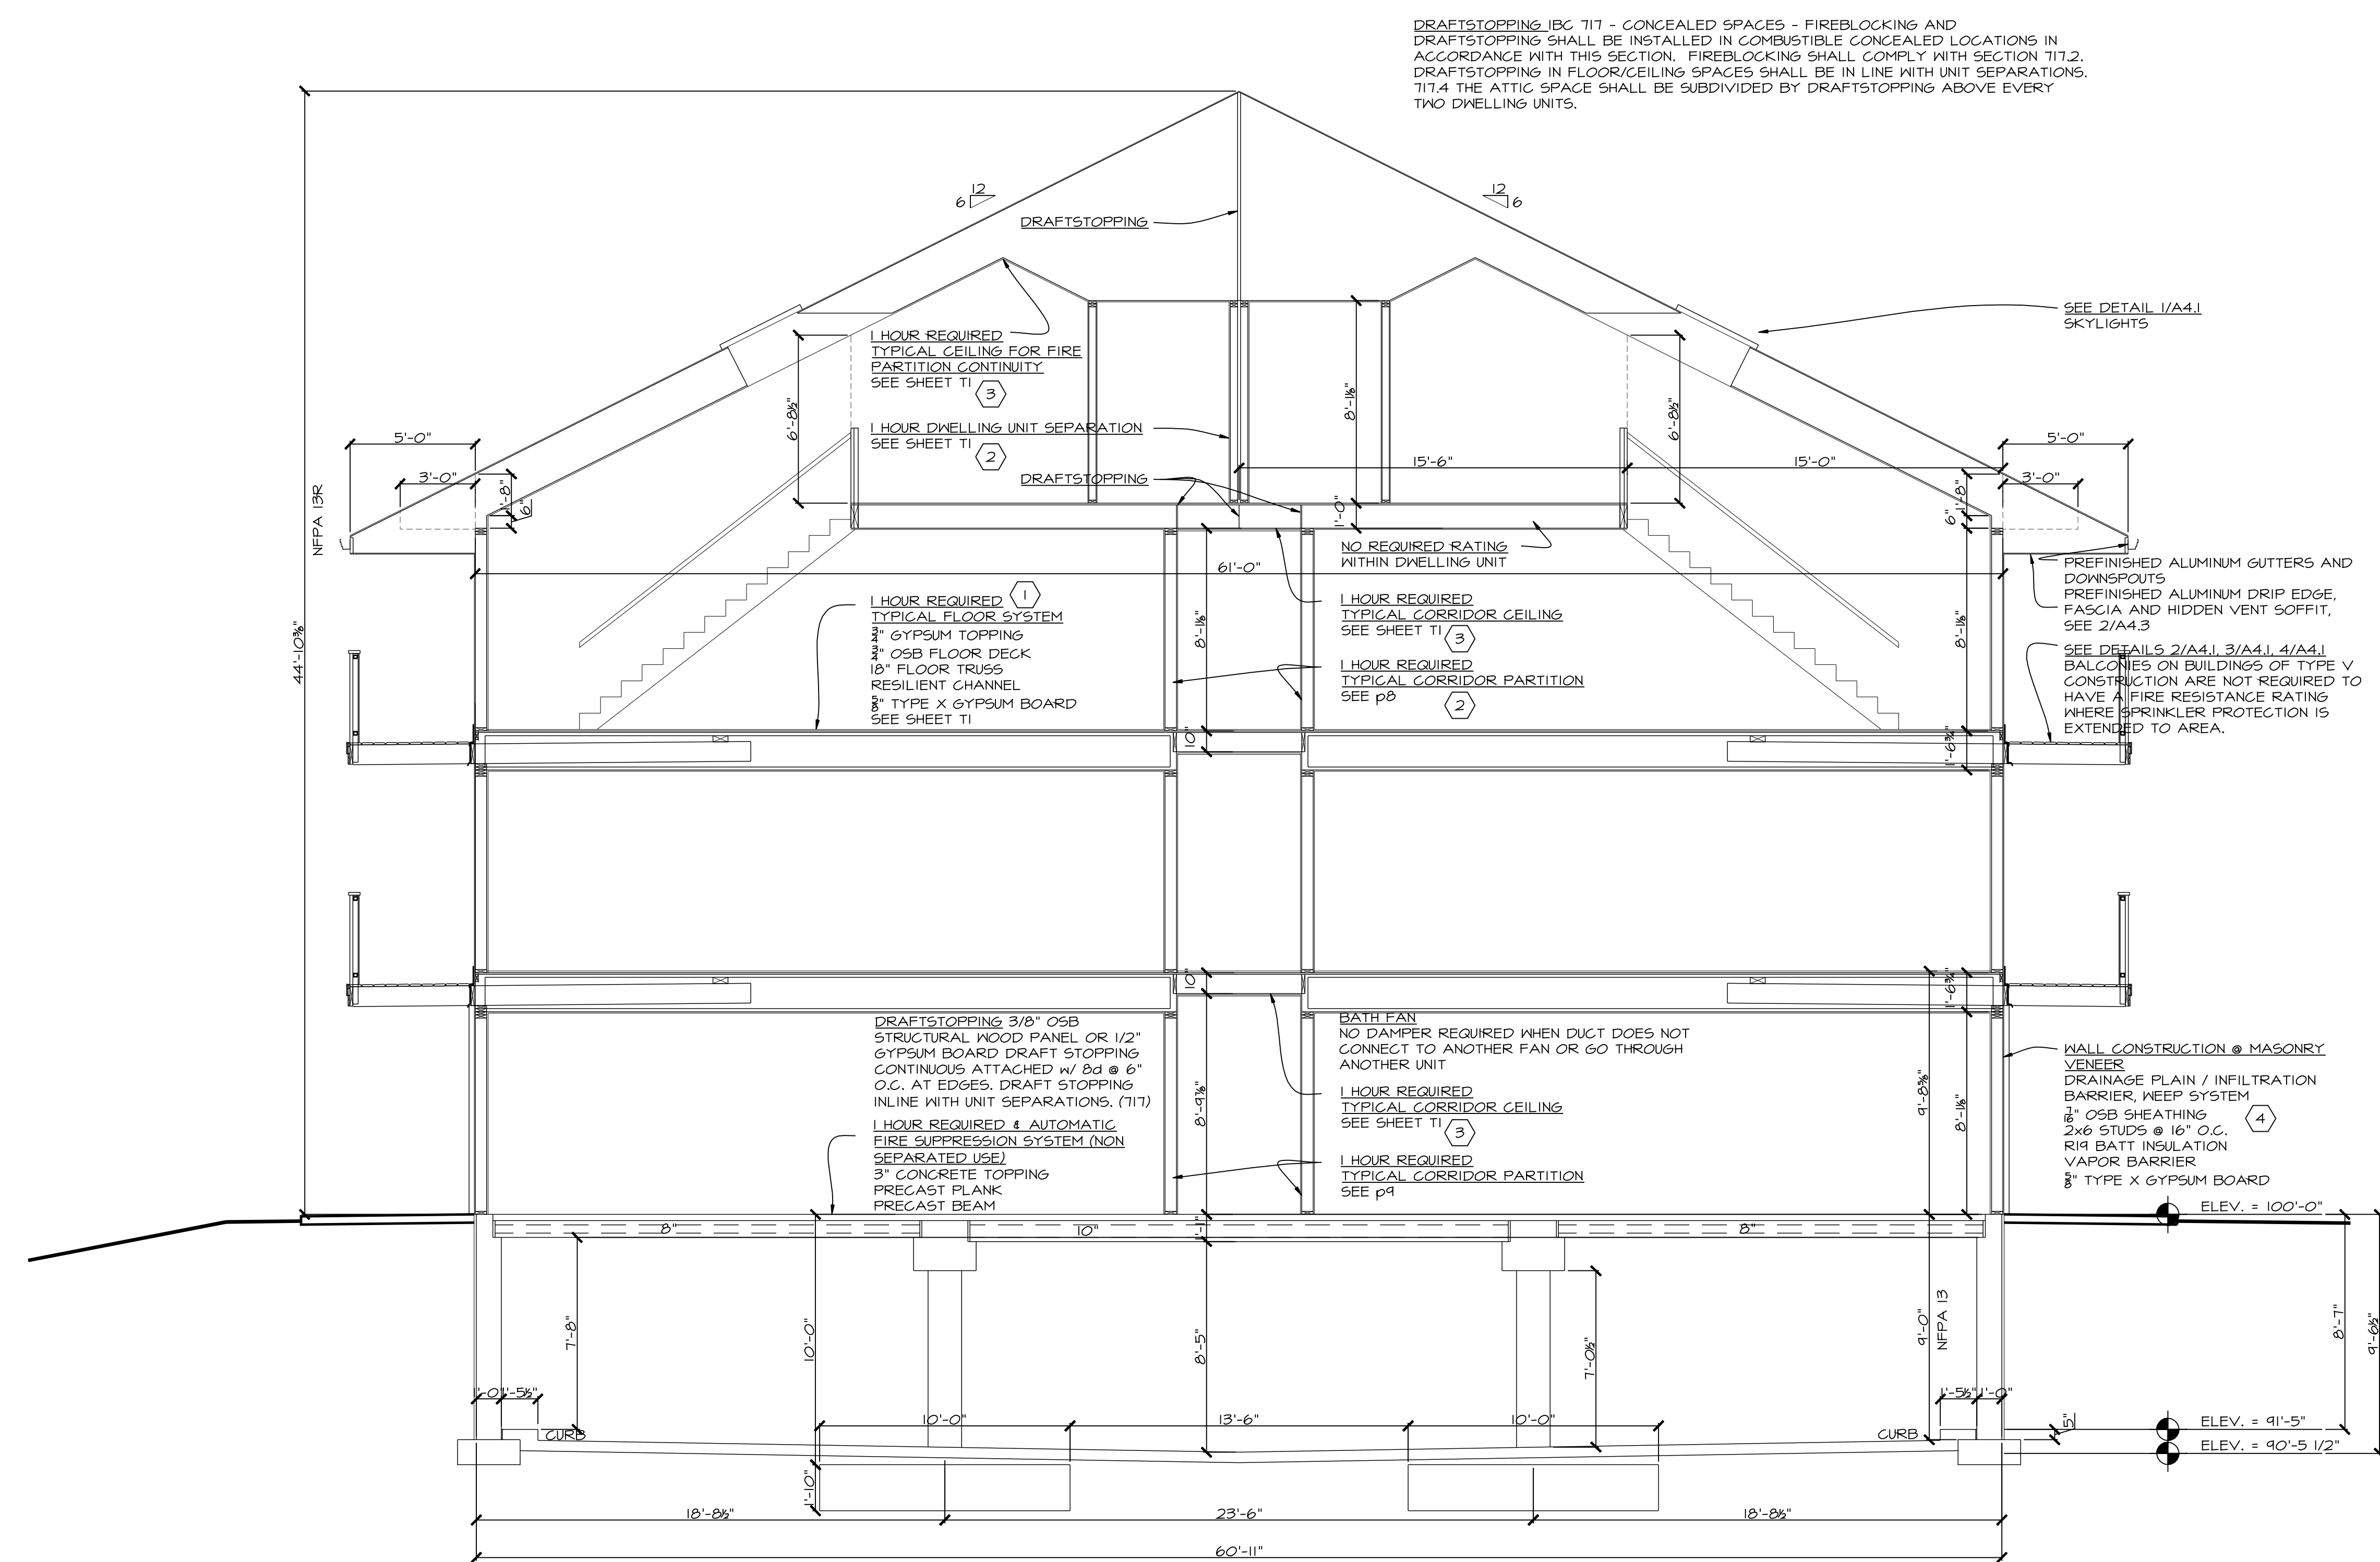 DRAFTSTOPPING IBC 717 - CONCEALED SPACES - FIREBLOCKING AND
DRAFTSTOPPING SHALL BE INSTALLED IN COMBUSTIBLE CONCEALED LOCATIONS IN
ACCORDANCE WITH THIS SECTION. FIREBLOCKING SHALL COMPLY WITH SECTION 717.2.
DRAFTSTOPPING IN FLOOR/CEILING SPACES SHALL BE IN LINE WITH UNIT SEPARATIONS.
717.4 THE ATTIC SPACE SHALL BE SUBDIVIDED BY DRAFTSTOPPING ABOVE EVERY
TWO DWELLING UNITS.
12
6
12
6
DRAFTSTOPPING
SEE DETAIL 1/A4.1
SKYLIGHTS
1 HOUR REQUIRED
TYPICAL CEILING FOR FIRE
PARTITION CONTINUITY
SEE SHEET T1
3
1 HOUR DWELLING UNIT SEPARATION
SEE SHEET T1
2
DRAFTSTOPPING
6'-8½"
8'-1⅛"
6'-8½"
5'-0"
3'-0"
1'-8"
6"
15'-6"
15'-0"
5'-0"
3'-0"
1'-8"
6"
1'-0"
NFPA 13R
44'-10⅜"
NO REQUIRED RATING
WITHIN DWELLING UNIT
61'-0"
PREFINISHED ALUMINUM GUTTERS AND
DOWNSPOUTS
PREFINISHED ALUMINUM DRIP EDGE,
FASCIA AND HIDDEN VENT SOFFIT,
SEE 2/A4.3
1 HOUR REQUIRED
1
TYPICAL FLOOR SYSTEM
¾" GYPSUM TOPPING
¾" OSB FLOOR DECK
18" FLOOR TRUSS
RESILIENT CHANNEL
⅝" TYPE X GYPSUM BOARD
SEE SHEET T1
8'-1⅛"
1 HOUR REQUIRED
TYPICAL CORRIDOR CEILING
SEE SHEET T1
3
1 HOUR REQUIRED
TYPICAL CORRIDOR PARTITION
SEE p8
2
8'-1⅛"
SEE DETAILS 2/A4.1, 3/A4.1, 4/A4.1
BALCONIES ON BUILDINGS OF TYPE V
CONSTRUCTION ARE NOT REQUIRED TO
HAVE A FIRE RESISTANCE RATING
WHERE SPRINKLER PROTECTION IS
EXTENDED TO AREA.
10"
1'-6¾"
10"
1'-6¾"
DRAFTSTOPPING 3/8" OSB
STRUCTURAL WOOD PANEL OR 1/2"
GYPSUM BOARD DRAFT STOPPING
CONTINUOUS ATTACHED w/ 8d @ 6"
O.C. AT EDGES. DRAFT STOPPING
INLINE WITH UNIT SEPARATIONS. (717)
1 HOUR REQUIRED & AUTOMATIC
FIRE SUPPRESSION SYSTEM (NON
SEPARATED USE)
3" CONCRETE TOPPING
PRECAST PLANK
PRECAST BEAM
8'-9⅞"
BATH FAN
NO DAMPER REQUIRED WHEN DUCT DOES NOT
CONNECT TO ANOTHER FAN OR GO THROUGH
ANOTHER UNIT
1 HOUR REQUIRED
TYPICAL CORRIDOR CEILING
SEE SHEET T1
3
1 HOUR REQUIRED
TYPICAL CORRIDOR PARTITION
SEE p9
9'-8⅝"
8'-1⅛"
WALL CONSTRUCTION @ MASONRY
VENEER
DRAINAGE PLAIN / INFILTRATION
BARRIER, WEEP SYSTEM
7/16" OSB SHEATHING
4
2x6 STUDS @ 16" O.C.
R19 BATT INSULATION
VAPOR BARRIER
⅝" TYPE X GYPSUM BOARD
ELEV. = 100'-0"
8"
10"
1'-1"
8"
7'-8"
10'-0"
8'-5"
7'-0½"
9'-0"
NFPA 13
8'-7"
9'-6½"
1'-0"
1'-5½"
1'-5½"
1'-0"
CURB
10'-0"
13'-6"
10'-0"
CURB
5"
ELEV. = 91'-5"
ELEV. = 90'-5 1/2"
1'-10"
18'-8½"
23'-6"
18'-8½"
60'-11"